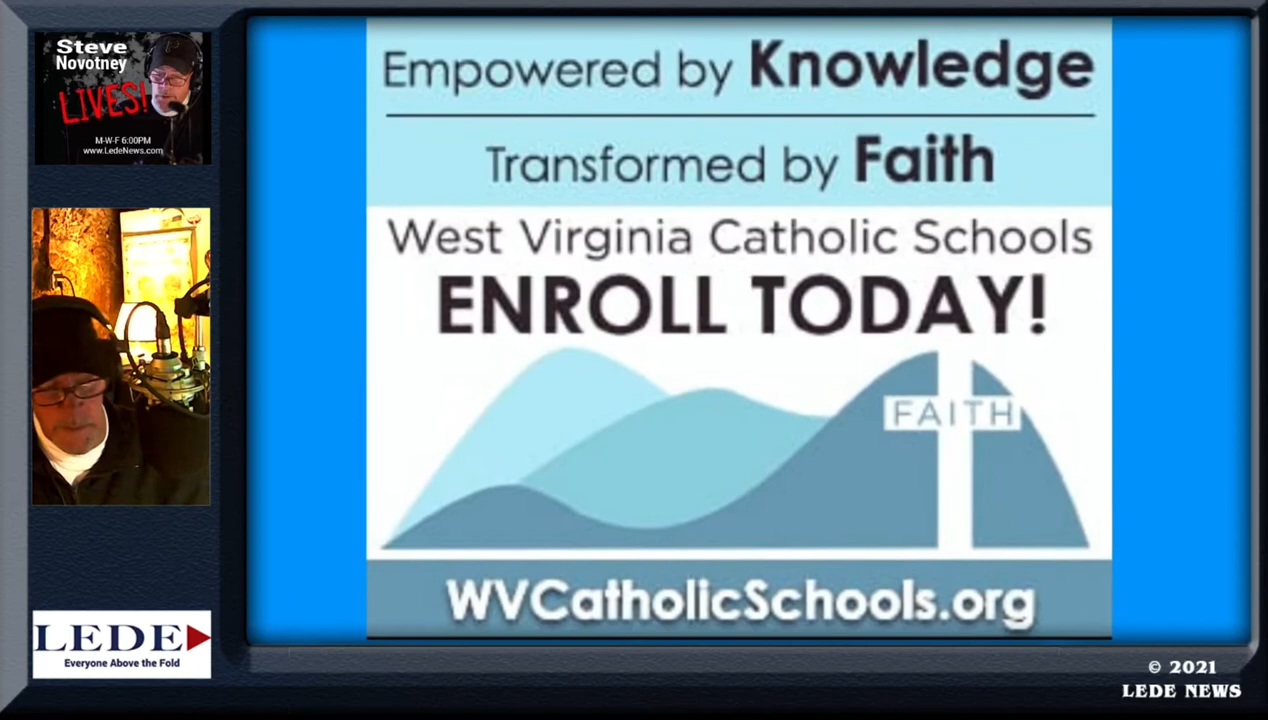 Steve
Novotney
LIVES!
M-W-F 6:00PM
www.LedeNews.com
LEDE
Everyone Above the Fold
Empowered by Knowledge
Transformed by Faith
West Virginia Catholic Schools
ENROLL TODAY!
FAITH
WVCatholicSchools.org
© 2021
LEDE NEWS